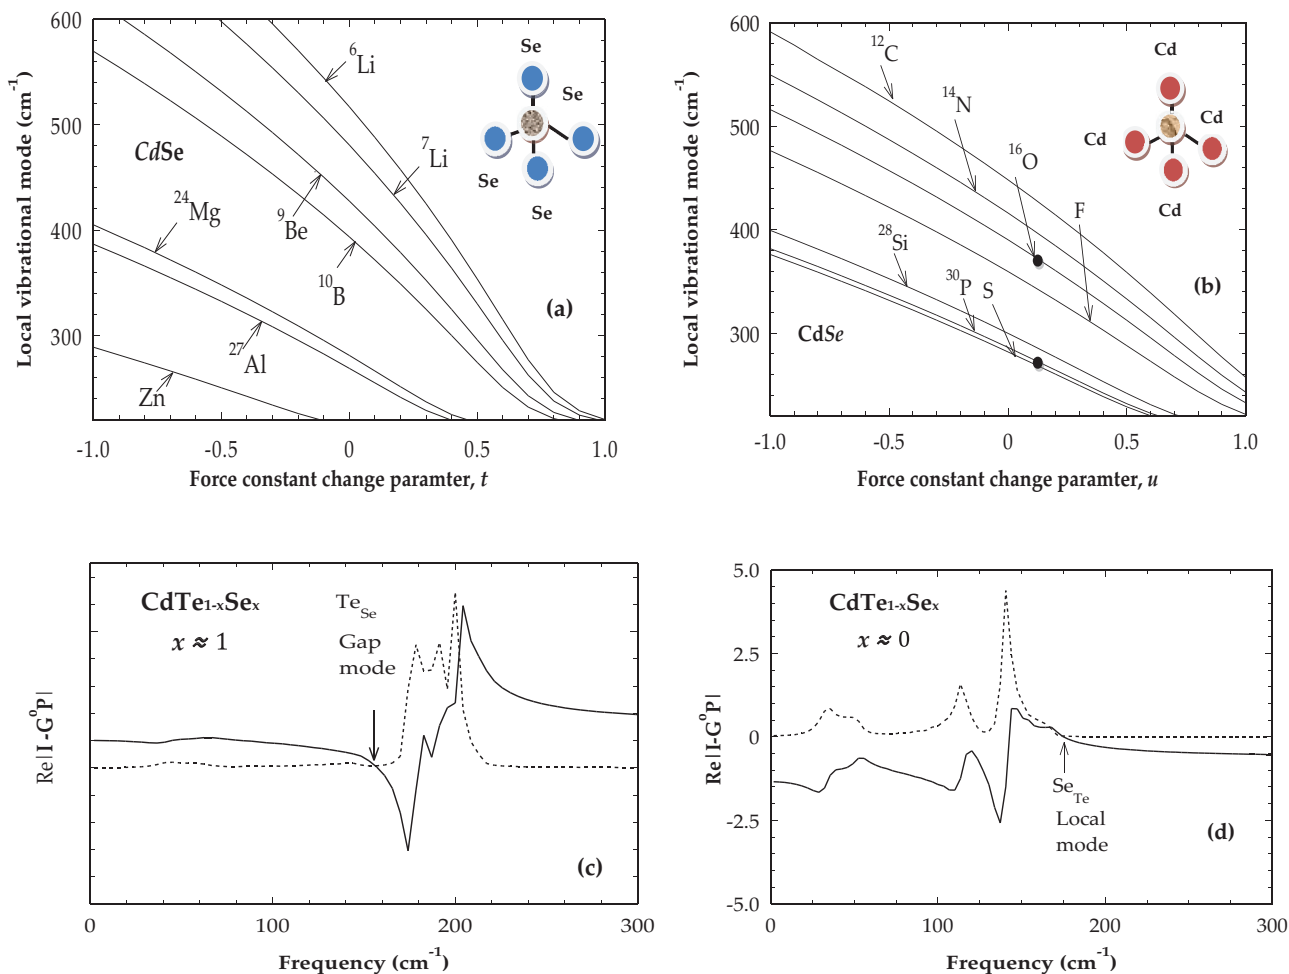 (a)
600
500
400
300
Local vibrational mode (cm⁻¹)
CdSe
⁶Li
⁷Li
⁹Be
¹⁰B
²⁴Mg
²⁷Al
Zn
Se
Se
Se
Se
(a)
-1.0
-0.5
0
0.5
1.0
Force constant change paramter, t
(b)
600
500
400
300
Local vibrational mode (cm⁻¹)
¹²C
¹⁴N
¹⁶O
F
²⁸Si
³⁰P
S
CdSe
Cd
Cd
Cd
Cd
(b)
-1.0
-0.5
0
0.5
1.0
Force constant change paramter, u
Re|I-G°P|
CdTe₁₋ₓSeₓ
x ≈ 1
Te_Se
Gap
mode
(c)
0
100
200
300
Frequency (cm⁻¹)
Re|I-G°P|
5.0
2.5
0
-2.5
-5.0
CdTe₁₋ₓSeₓ
x ≈ 0
Se_Te
Local
mode
(d)
0
100
200
300
Frequency (cm⁻¹)